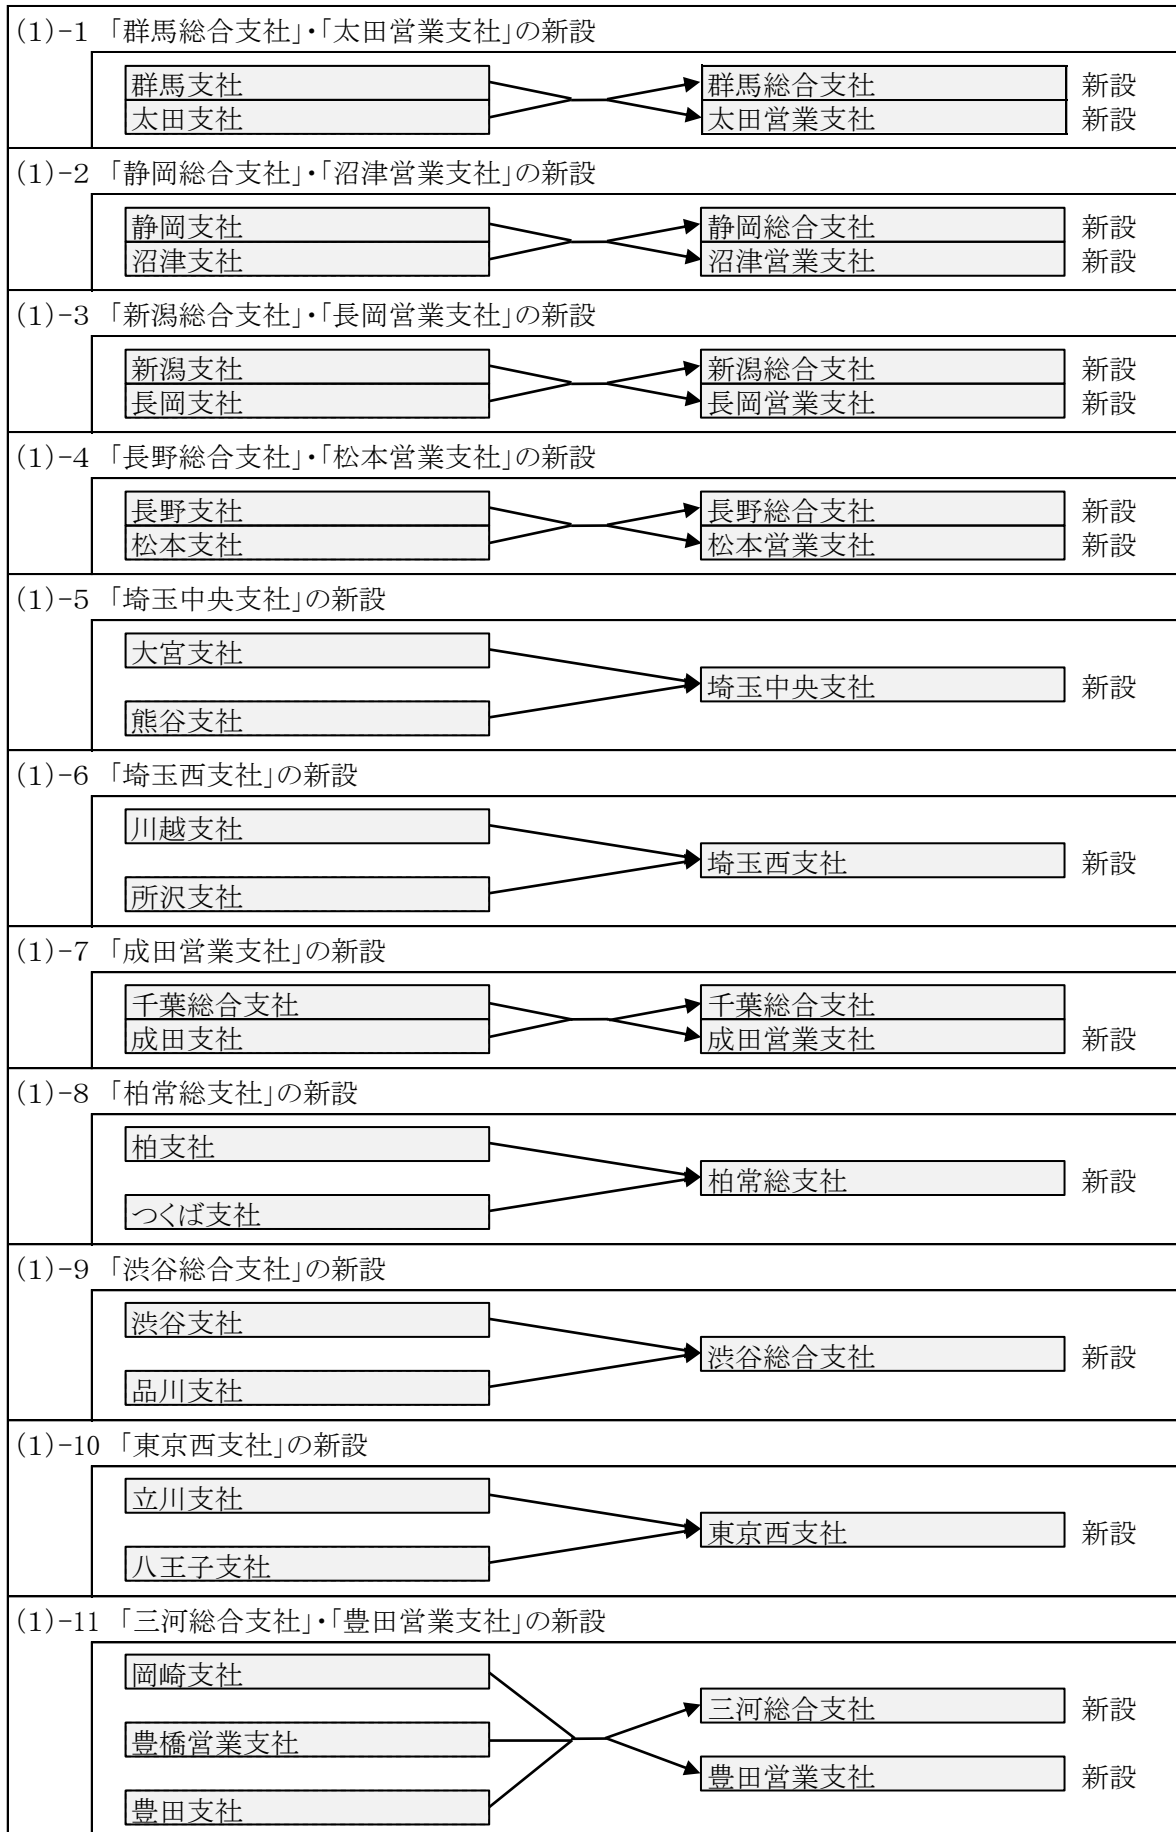 (1)-1 「群馬総合支社」・「太田営業支社」の新設
群馬支社 群馬総合支社 新設
太田支社 太田営業支社 新設
(1)-2 「静岡総合支社」・「沼津営業支社」の新設
静岡支社 静岡総合支社 新設
沼津支社 沼津営業支社 新設
(1)-3 「新潟総合支社」・「長岡営業支社」の新設
新潟支社 新潟総合支社 新設
長岡支社 長岡営業支社 新設
(1)-4 「長野総合支社」・「松本営業支社」の新設
長野支社 長野総合支社 新設
松本支社 松本営業支社 新設
(1)-5 「埼玉中央支社」の新設
大宮支社
埼玉中央支社 新設
熊谷支社
(1)-6 「埼玉西支社」の新設
川越支社
埼玉西支社 新設
所沢支社
(1)-7 「成田営業支社」の新設
千葉総合支社 千葉総合支社
成田支社 成田営業支社 新設
(1)-8 「柏常総支社」の新設
柏支社
柏常総支社 新設
つくば支社
(1)-9 「渋谷総合支社」の新設
渋谷支社
渋谷総合支社 新設
品川支社
(1)-10 「東京西支社」の新設
立川支社
東京西支社 新設
八王子支社
(1)-11 「三河総合支社」・「豊田営業支社」の新設
岡崎支社
三河総合支社 新設
豊橋営業支社
豊田営業支社 新設
豊田支社